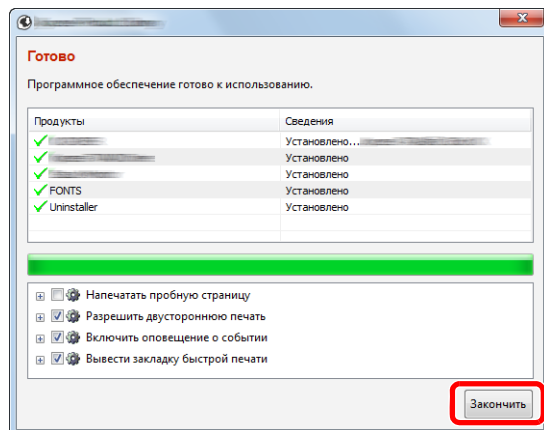 Готово
Программное обеспечение готово к использованию.
Продукты Сведения
Установлено...
Установлено
Установлено
FONTS Установлено
Uninstaller Установлено
Напечатать пробную страницу
Разрешить двустороннюю печать
Включить оповещение о событии
Вывести закладку быстрой печати
Закончить